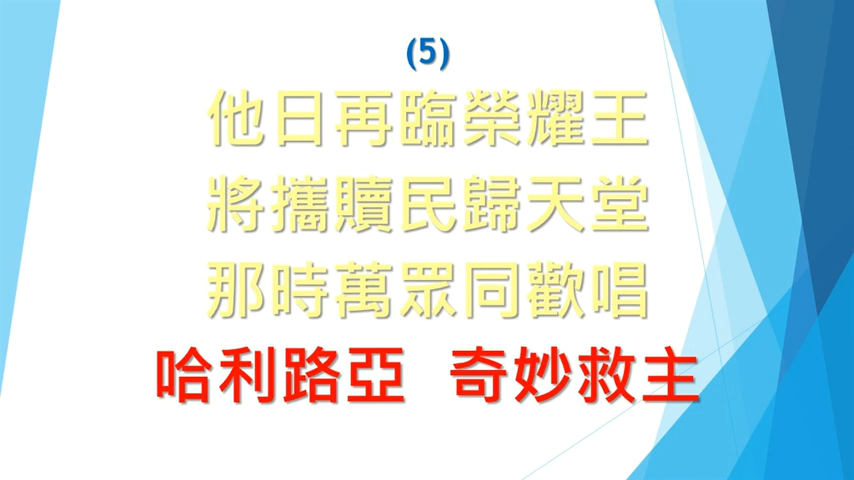 (5)
他日再臨榮耀王
將攜贖民歸天堂
那時萬眾同歡唱
哈利路亞 奇妙救主